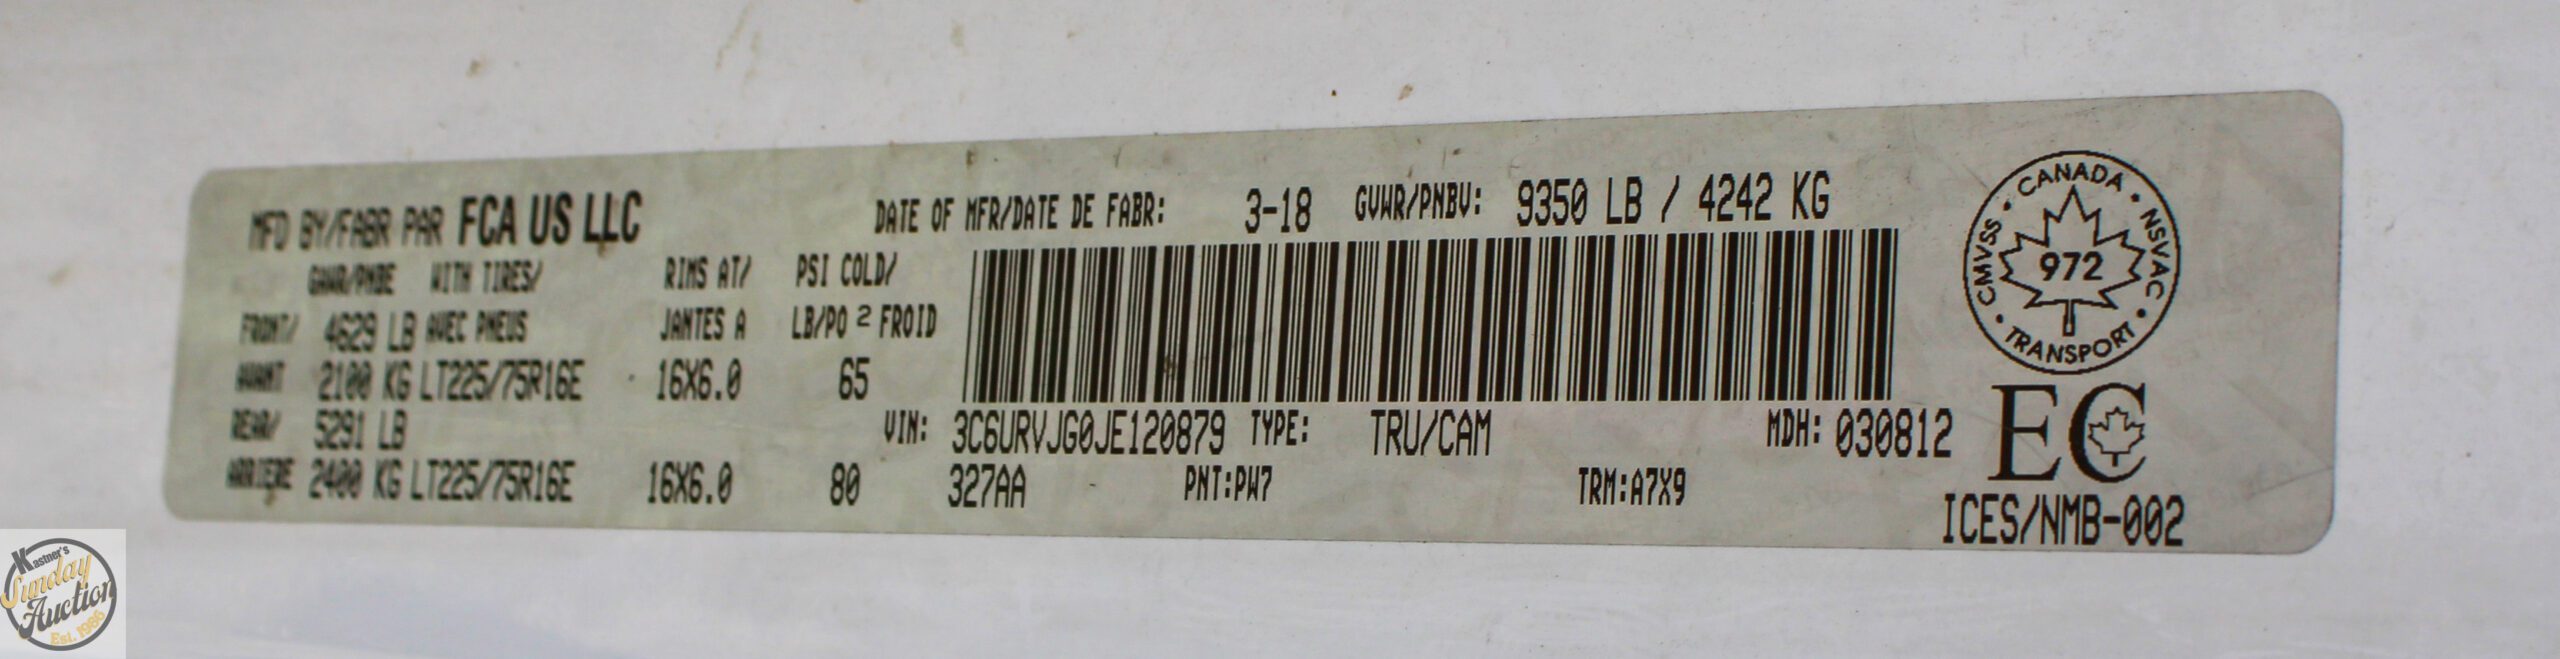 MFD BY/FABR PAR FCA US LLC
DATE OF MFR/DATE DE FABR: 3-18 GVWR/PNBV: 9350 LB / 4242 KG
GAWR/PNBE WITH TIRES/ RIMS AT/ PSI COLD/
FRONT/ 4629 LB AVEC PNEUS JANTES A LB/PO 2 FROID
AVANT 2100 KG LT225/75R16E 16X6.0 65
REAR/ 5291 LB
ARRIERE 2400 KG LT225/75R16E 16X6.0 80
VIN: 3C6URVJG0JE120879 TYPE: TRU/CAM MDH: 030812
327AA PNT:PW7 TRM:A7X9
CMVSS • CANADA • NSVAC • TRANSPORT •
972
EC
ICES/NMB-002
Kastner's
Sunday
Auction
Est. 1986